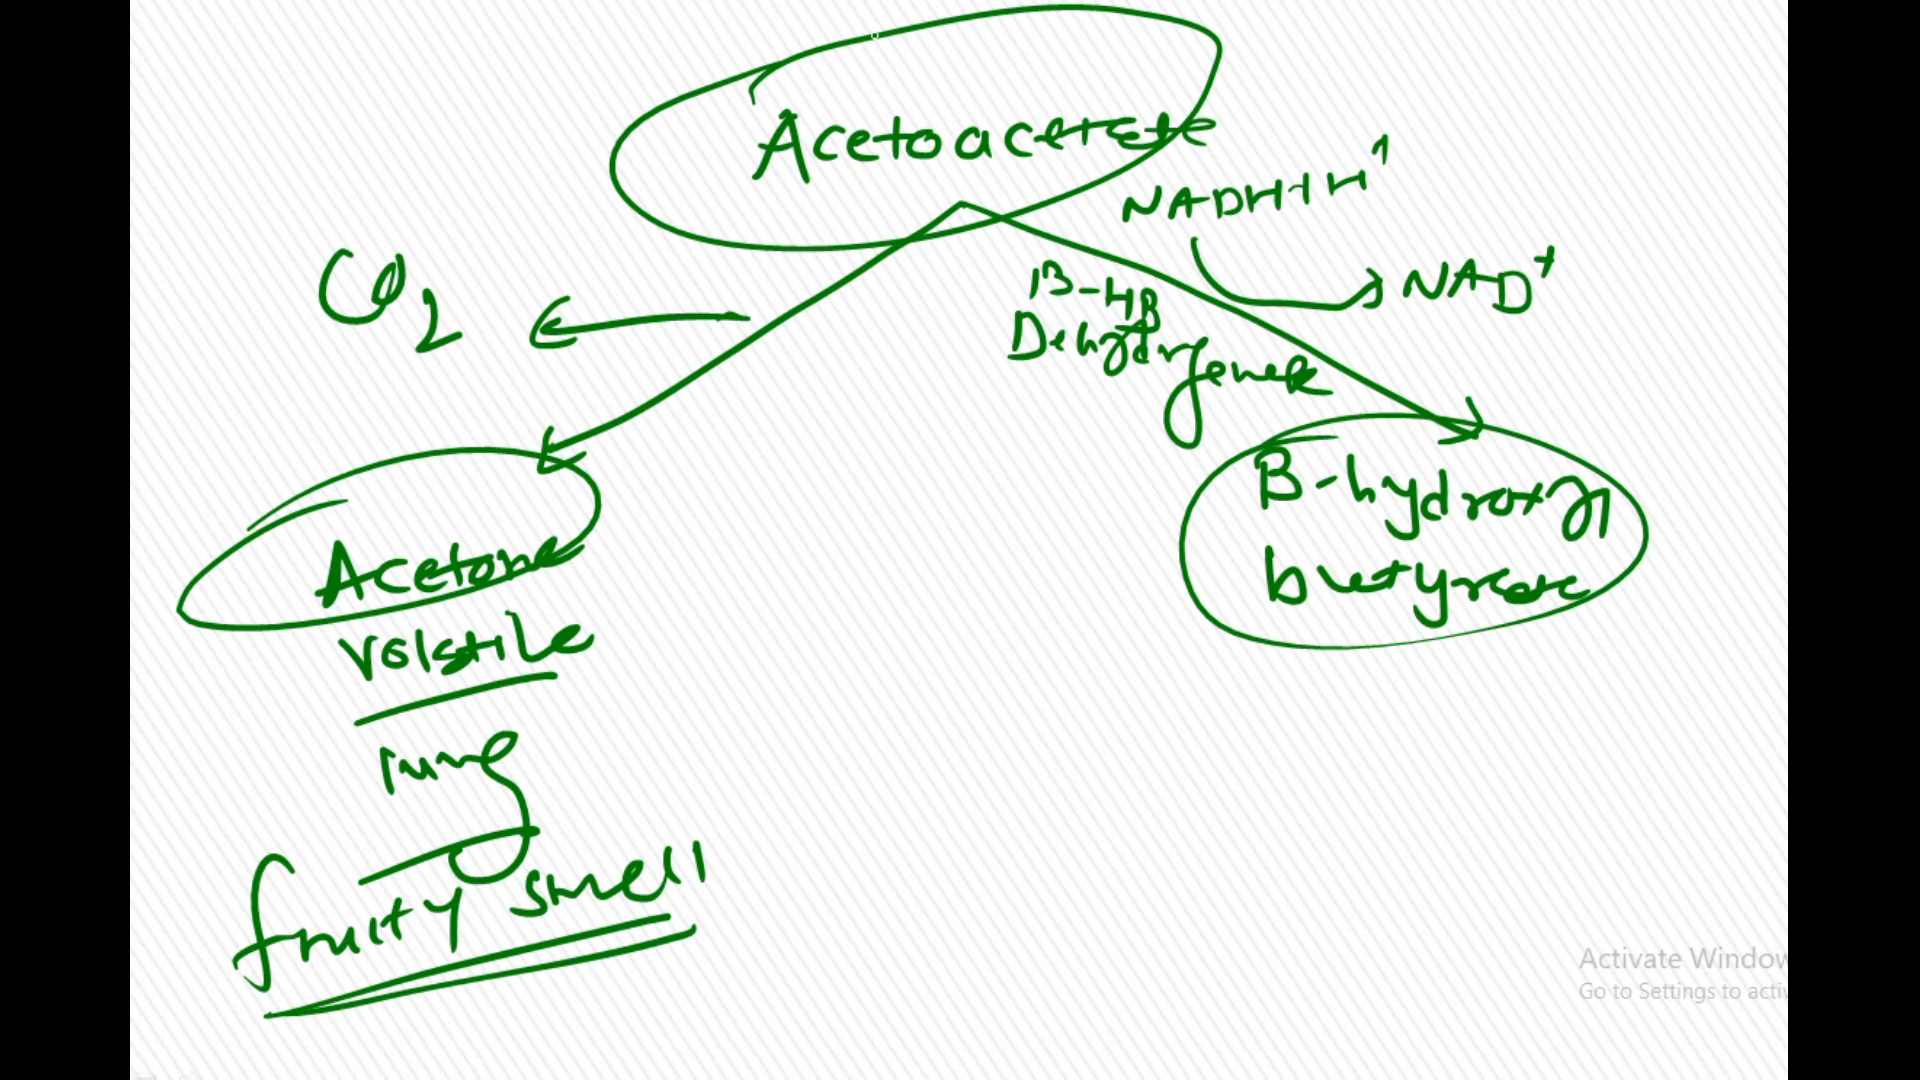 Acetoacetate
NADH+H+
CO2
NAD+
B-HB
Dehydrogenase
B-hydroxy
butyrate
Acetone
Volatile
lung
fruity smell
Activate Window
Go to Settings to activ